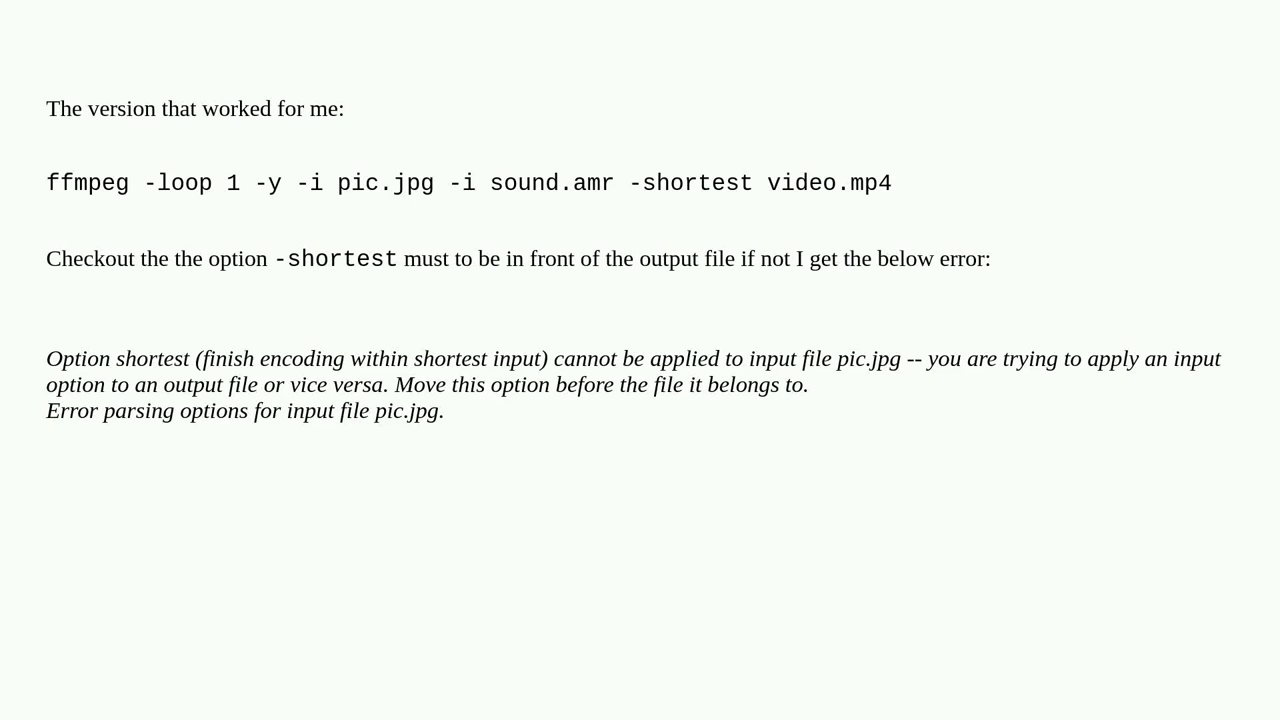 The version that worked for me:
ffmpeg -loop 1 -y -i pic.jpg -i sound.amr -shortest video.mp4
Checkout the the option -shortest must to be in front of the output file if not I get the below error:
Option shortest (finish encoding within shortest input) cannot be applied to input file pic.jpg -- you are trying to apply an input
option to an output file or vice versa. Move this option before the file it belongs to.
Error parsing options for input file pic.jpg.